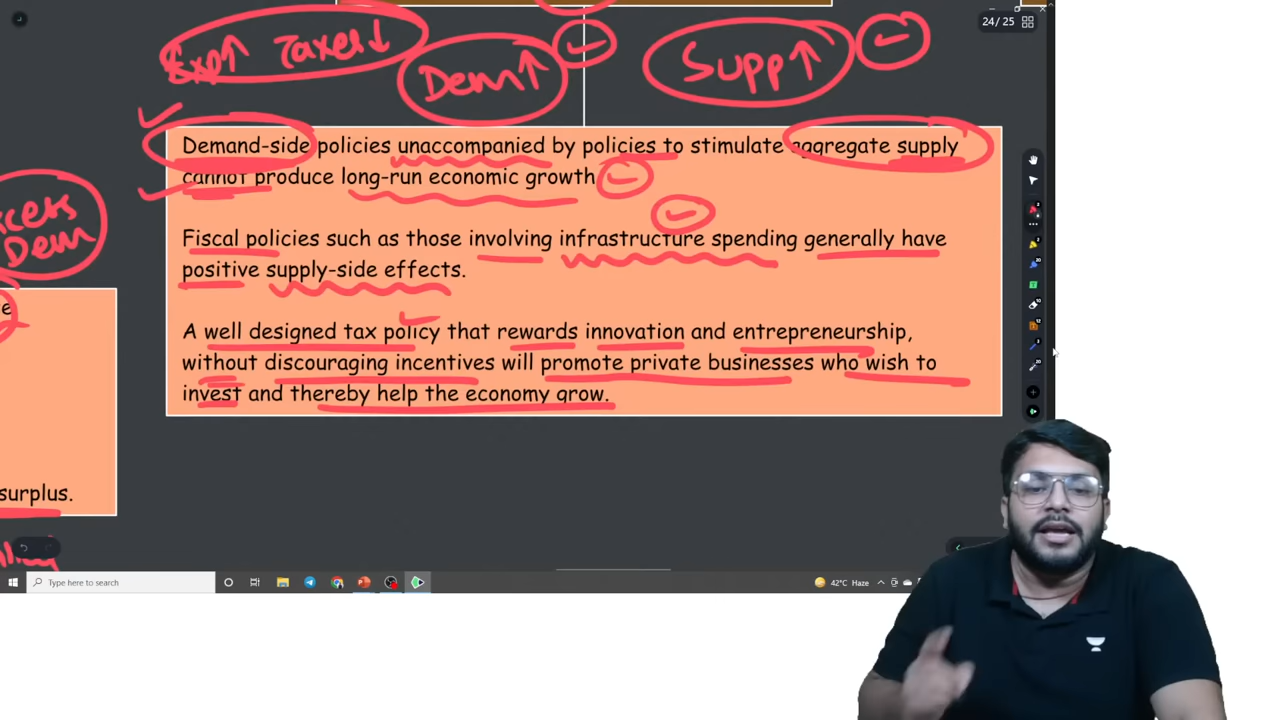 24/25
Exp↑ Taxes↓
Dem↑
Supp↑
Demand-side policies unaccompanied by policies to stimulate aggregate supply
cannot produce long-run economic growth
Fiscal policies such as those involving infrastructure spending generally have
positive supply-side effects.
A well designed tax policy that rewards innovation and entrepreneurship,
without discouraging incentives will promote private businesses who wish to
invest and thereby help the economy grow.
Dem
e
surplus.
Type here to search
42°C Haze